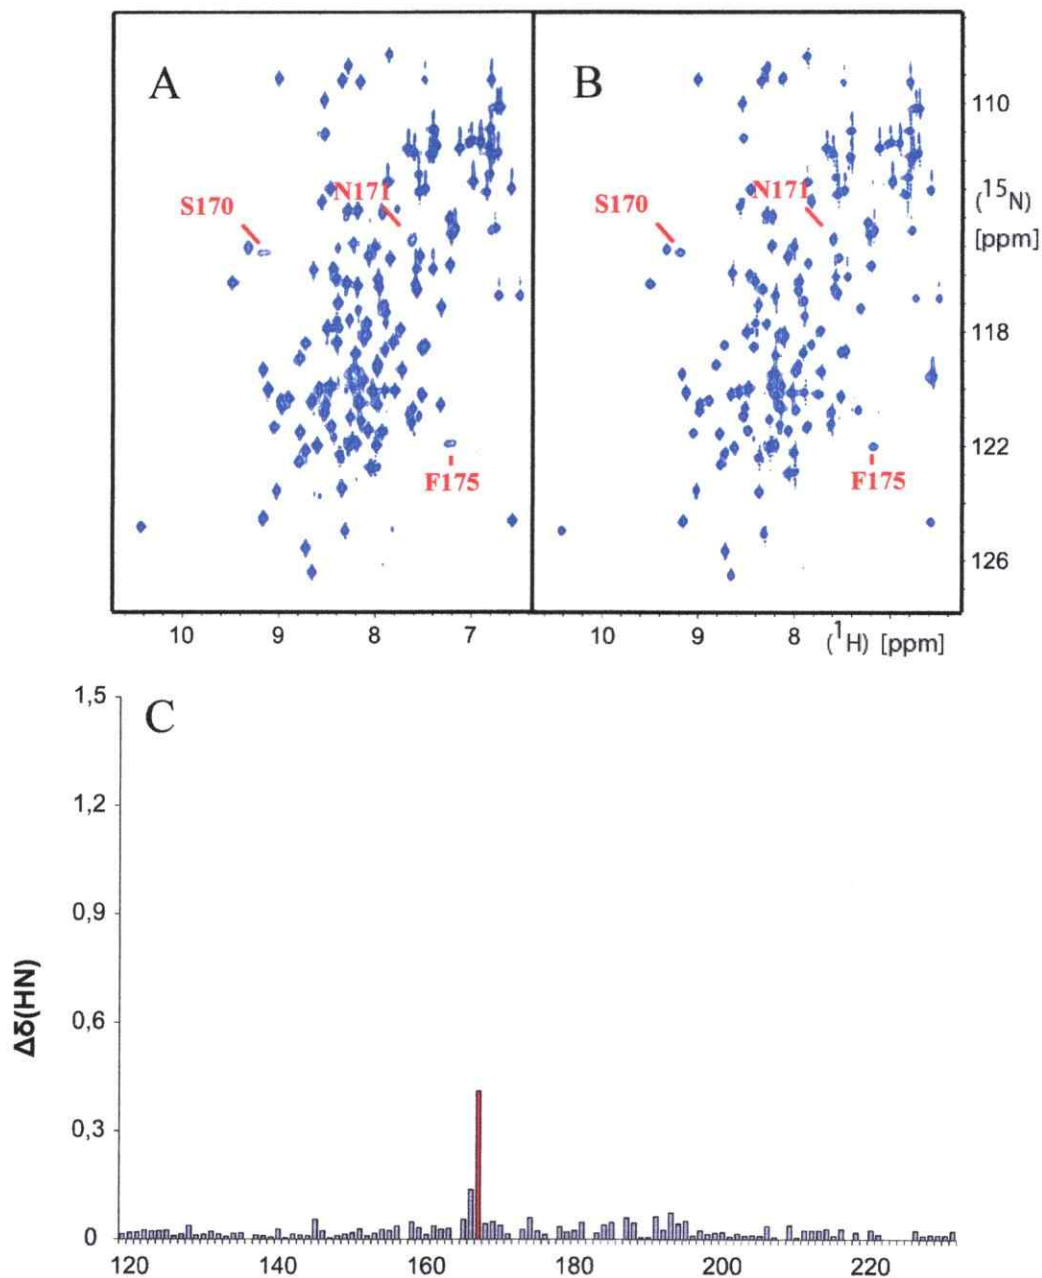 A
B
110
N171
15
(¹⁵N)
S170
S170
N171
[ppm]
118
122
F175
F175
126
10 9 8 7
10 9 8 (¹H) [ppm]
1,5
C
1,2
0,9
0,6
0,3
0
Δδ(HN)
120 140 160 180 200 220